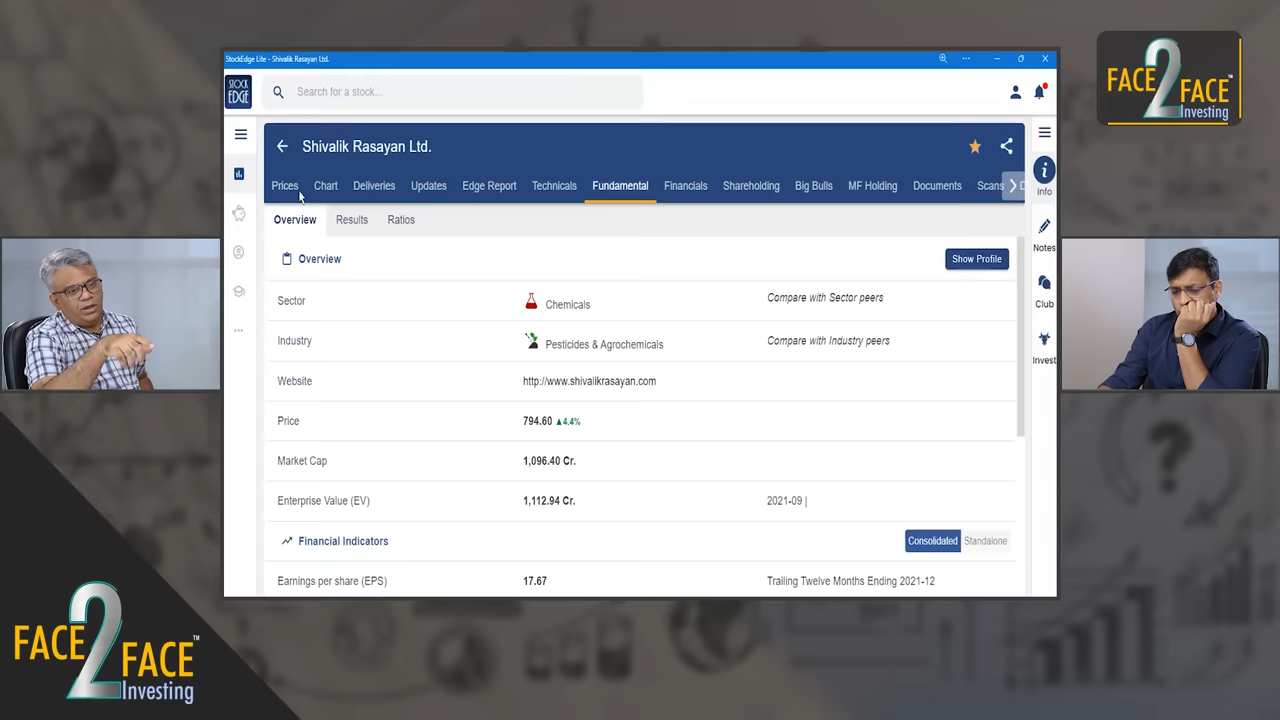 StockEdge Lite - Shivalik Rasayan Ltd.
STOCK
EDGE
Search for a stock...
FACE
2
FACE
Investing
™
Shivalik Rasayan Ltd.
Prices Chart Deliveries Updates Edge Report Technicals Fundamental Financials Shareholding Big Bulls MF Holding Documents Scans D
Info
Overview Results Ratios
Notes
Overview
Show Profile
Sector Chemicals Compare with Sector peers
Club
Industry Pesticides & Agrochemicals Compare with Industry peers
Invest
Website http://www.shivalikrasayan.com
Price 794.60 ▲4.4%
Market Cap 1,096.40 Cr.
Enterprise Value (EV) 1,112.94 Cr. 2021-09 |
Financial Indicators Consolidated Standalone
Earnings per share (EPS) 17.67 Trailing Twelve Months Ending 2021-12
FACE
2
FACE
Investing
™